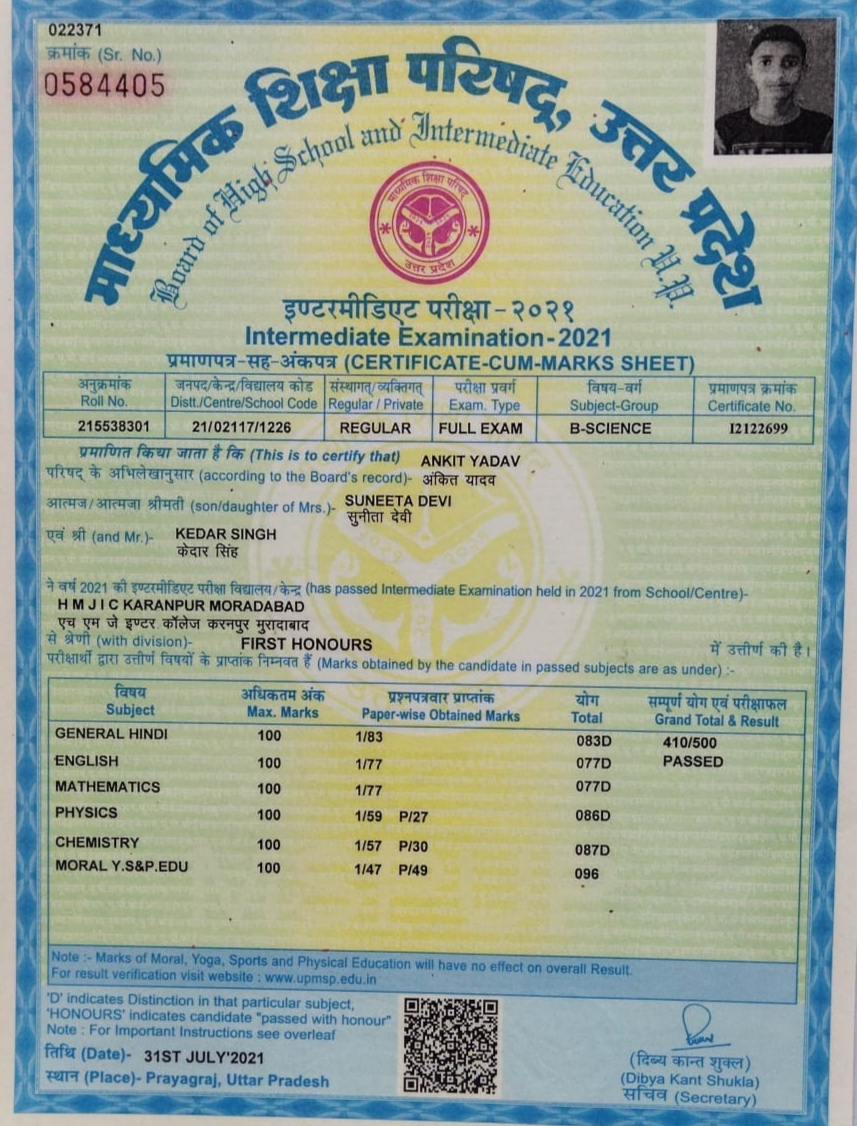 022371
क्रमांक (Sr. No.)
0584405
माध्यमिक शिक्षा परिषद्, उत्तर प्रदेश
Board of High School and Intermediate Education U.P.
माध्यमिक शिक्षा परिषद्
उत्तर प्रदेश
इण्टरमीडिएट परीक्षा - २०२१
Intermediate Examination - 2021
प्रमाणपत्र-सह-अंकपत्र (CERTIFICATE-CUM-MARKS SHEET)
अनुक्रमांक जनपद/केन्द्र/विद्यालय कोड संस्थागत/व्यक्तिगत परीक्षा प्रवर्ग विषय-वर्ग प्रमाणपत्र क्रमांक
Roll No. Distt./Centre/School Code Regular / Private Exam. Type Subject-Group Certificate No.
215538301 21/02117/1226 REGULAR FULL EXAM B-SCIENCE I2122699
प्रमाणित किया जाता है कि (This is to certify that) ANKIT YADAV
परिषद् के अभिलेखानुसार (according to the Board's record)- अंकित यादव
आत्मज/आत्मजा श्रीमती (son/daughter of Mrs.)- SUNEETA DEVI
सुनीता देवी
एवं श्री (and Mr.)- KEDAR SINGH
केदार सिंह
ने वर्ष 2021 की इण्टरमीडिएट परीक्षा विद्यालय/केन्द्र (has passed Intermediate Examination held in 2021 from School/Centre)-
H M J I C KARANPUR MORADABAD
एच एम जे इण्टर कॉलेज करनपुर मुरादाबाद
से श्रेणी (with division)- FIRST HONOURS में उत्तीर्ण की है।
परीक्षार्थी द्वारा उत्तीर्ण विषयों के प्राप्तांक निम्नवत हैं (Marks obtained by the candidate in passed subjects are as under) :-
विषय अधिकतम अंक प्रश्नपत्रवार प्राप्तांक योग सम्पूर्ण योग एवं परीक्षाफल
Subject Max. Marks Paper-wise Obtained Marks Total Grand Total & Result
GENERAL HINDI 100 1/83 083D 410/500
ENGLISH 100 1/77 077D PASSED
MATHEMATICS 100 1/77 077D
PHYSICS 100 1/59 P/27 086D
CHEMISTRY 100 1/57 P/30 087D
MORAL Y.S&P.EDU 100 1/47 P/49 096
Note :- Marks of Moral, Yoga, Sports and Physical Education will have no effect on overall Result.
For result verification visit website : www.upmsp.edu.in
'D' indicates Distinction in that particular subject,
'HONOURS' indicates candidate "passed with honour"
Note : For Important Instructions see overleaf
तिथि (Date)- 31ST JULY'2021
स्थान (Place)- Prayagraj, Uttar Pradesh
(दिब्य कान्त शुक्ल)
(Dibya Kant Shukla)
सचिव (Secretary)